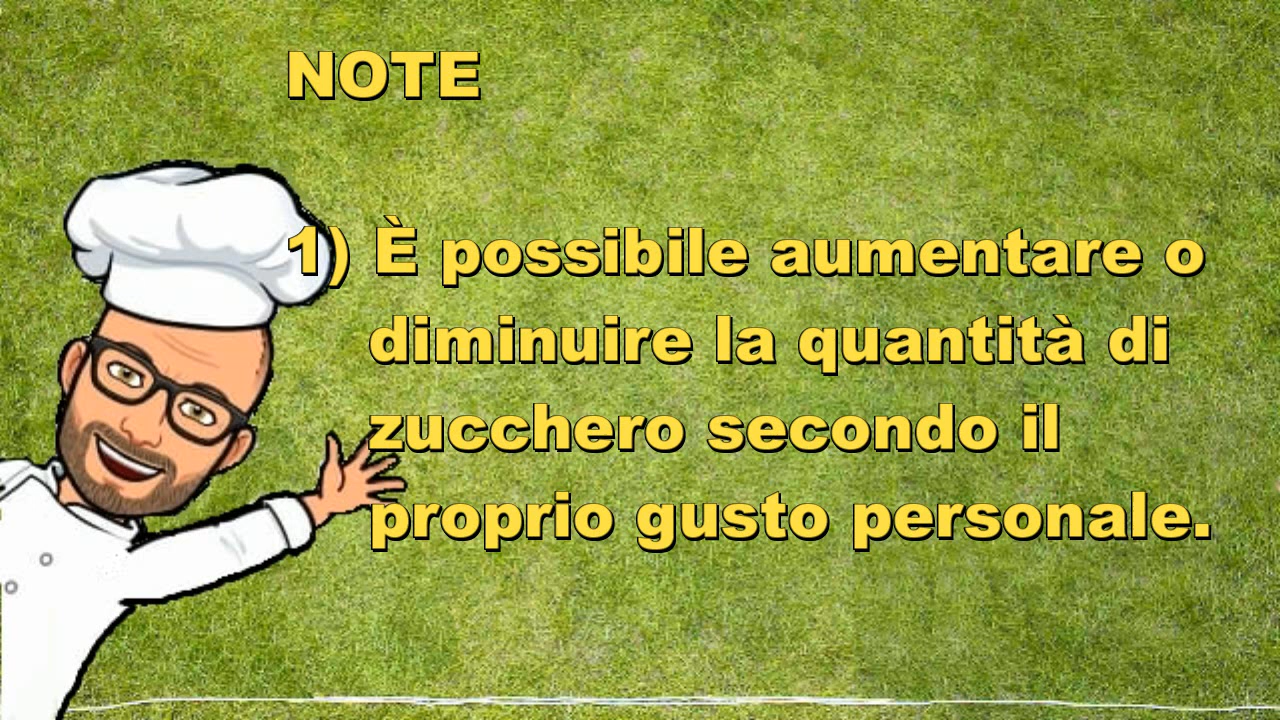 NOTE
1) È possibile aumentare o
diminuire la quantità di
zucchero secondo il
proprio gusto personale.